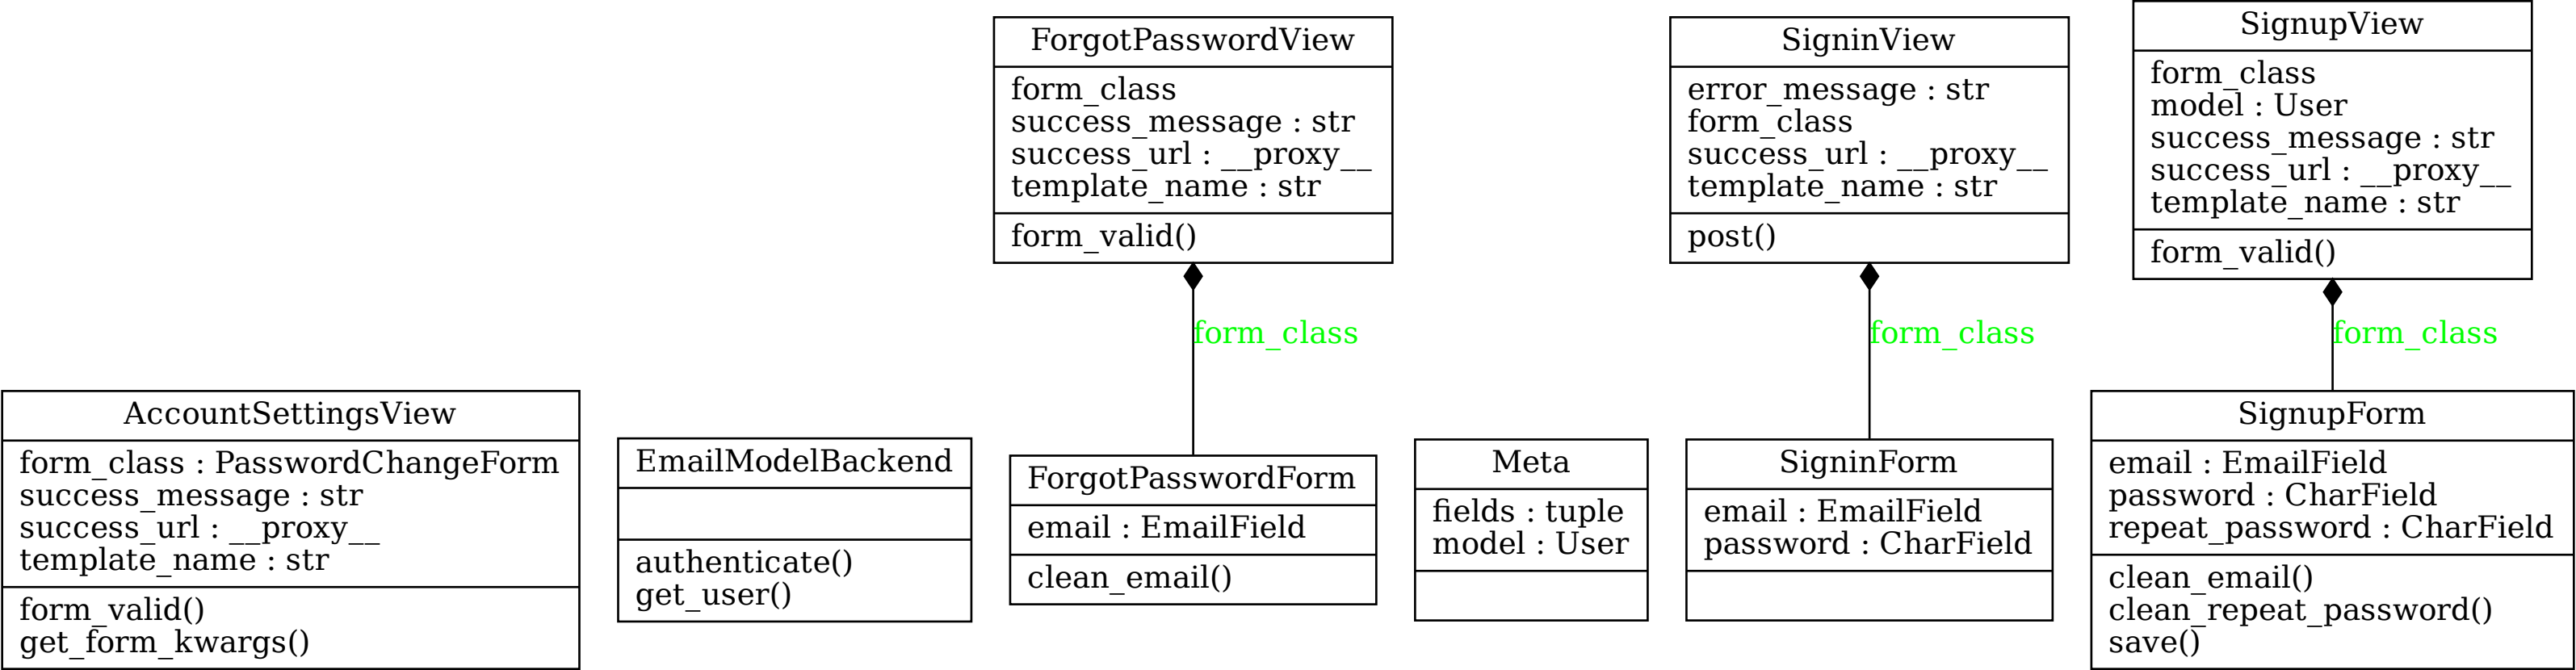 ForgotPasswordView
form_class
success_message : str
success_url : __proxy__
template_name : str
form_valid()
SigninView
error_message : str
form_class
success_url : __proxy__
template_name : str
post()
SignupView
form_class
model : User
success_message : str
success_url : __proxy__
template_name : str
form_valid()
form_class
form_class
form_class
AccountSettingsView
form_class : PasswordChangeForm
success_message : str
success_url : __proxy__
template_name : str
form_valid()
get_form_kwargs()
EmailModelBackend
authenticate()
get_user()
ForgotPasswordForm
email : EmailField
clean_email()
Meta
fields : tuple
model : User
SigninForm
email : EmailField
password : CharField
SignupForm
email : EmailField
password : CharField
repeat_password : CharField
clean_email()
clean_repeat_password()
save()